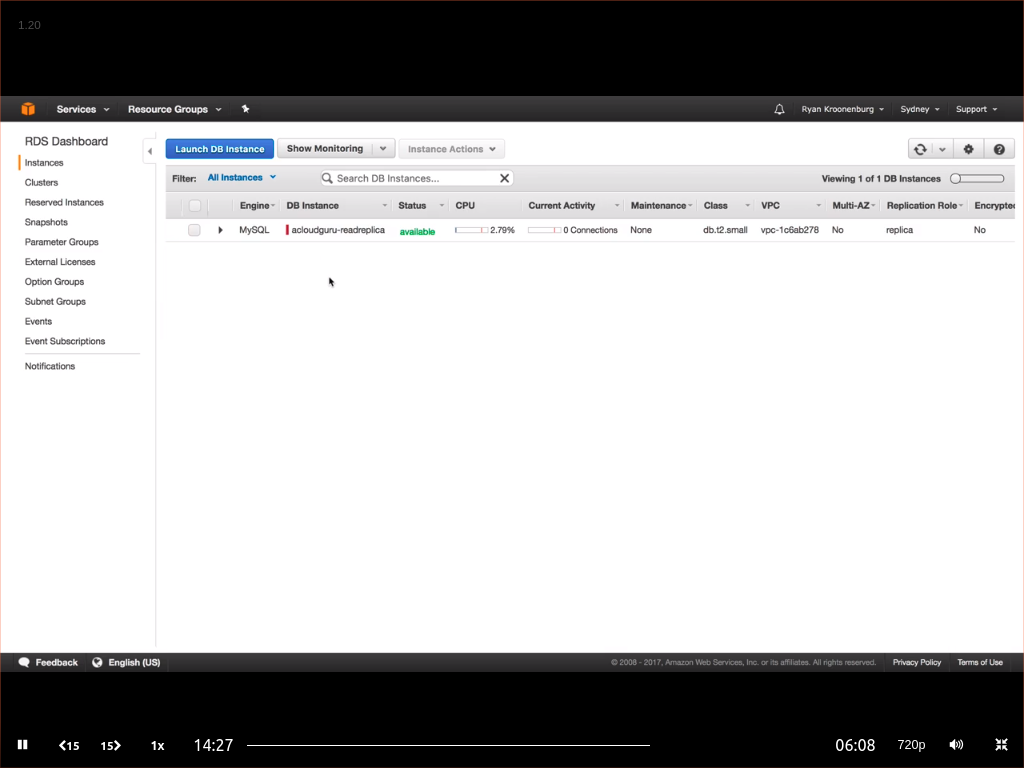 1.20
Services Resource Groups Ryan Kroonenburg Sydney Support
RDS Dashboard
Instances
Clusters
Reserved Instances
Snapshots
Parameter Groups
External Licenses
Option Groups
Subnet Groups
Events
Event Subscriptions
Notifications
Launch DB Instance Show Monitoring Instance Actions
Filter: All Instances Search DB Instances... Viewing 1 of 1 DB Instances
Engine DB Instance Status CPU Current Activity Maintenance Class VPC Multi-AZ Replication Role Encrypted
MySQL acloudguru-readreplica available 2.79% 0 Connections None db.t2.small vpc-1c6ab278 No replica No
Feedback English (US) © 2008 - 2017, Amazon Web Services, Inc. or its affiliates. All rights reserved. Privacy Policy Terms of Use
15 15 1x 14:27 06:08 720p